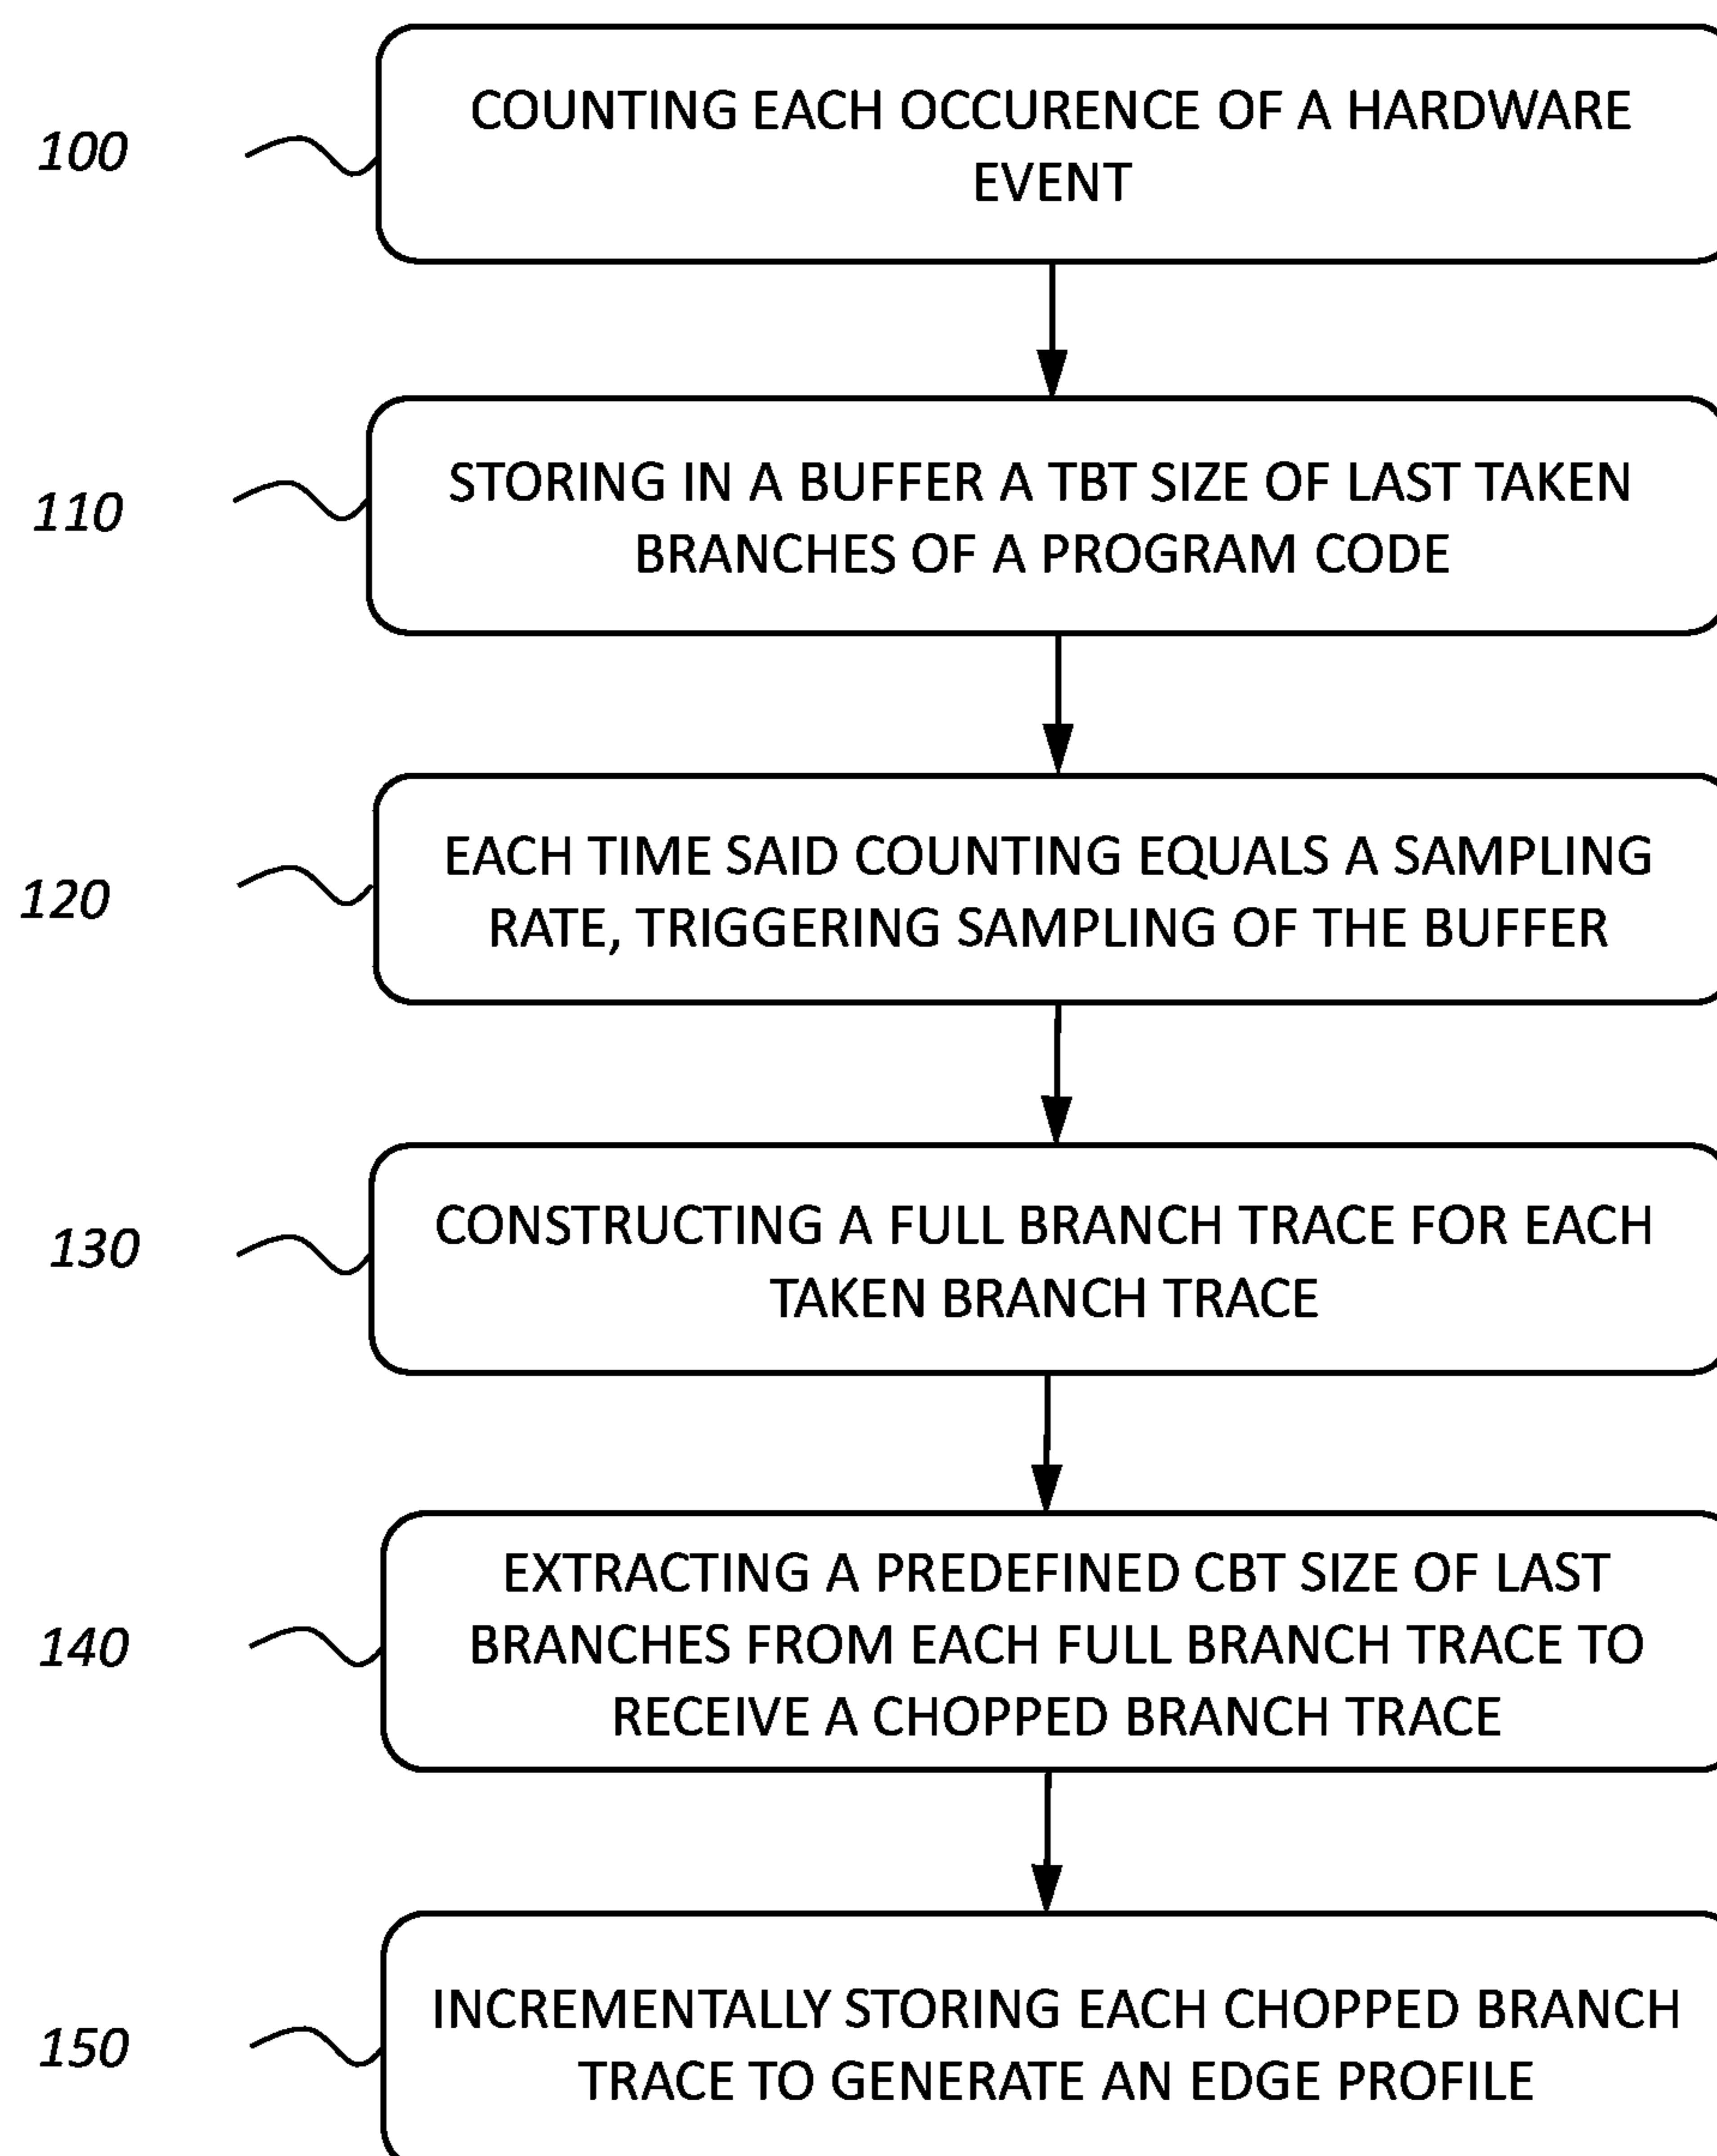 100
COUNTING EACH OCCURENCE OF A HARDWARE
EVENT
110
STORING IN A BUFFER A TBT SIZE OF LAST TAKEN
BRANCHES OF A PROGRAM CODE
120
EACH TIME SAID COUNTING EQUALS A SAMPLING
RATE, TRIGGERING SAMPLING OF THE BUFFER
130
CONSTRUCTING A FULL BRANCH TRACE FOR EACH
TAKEN BRANCH TRACE
140
EXTRACTING A PREDEFINED CBT SIZE OF LAST
BRANCHES FROM EACH FULL BRANCH TRACE TO
RECEIVE A CHOPPED BRANCH TRACE
150
INCREMENTALLY STORING EACH CHOPPED BRANCH
TRACE TO GENERATE AN EDGE PROFILE